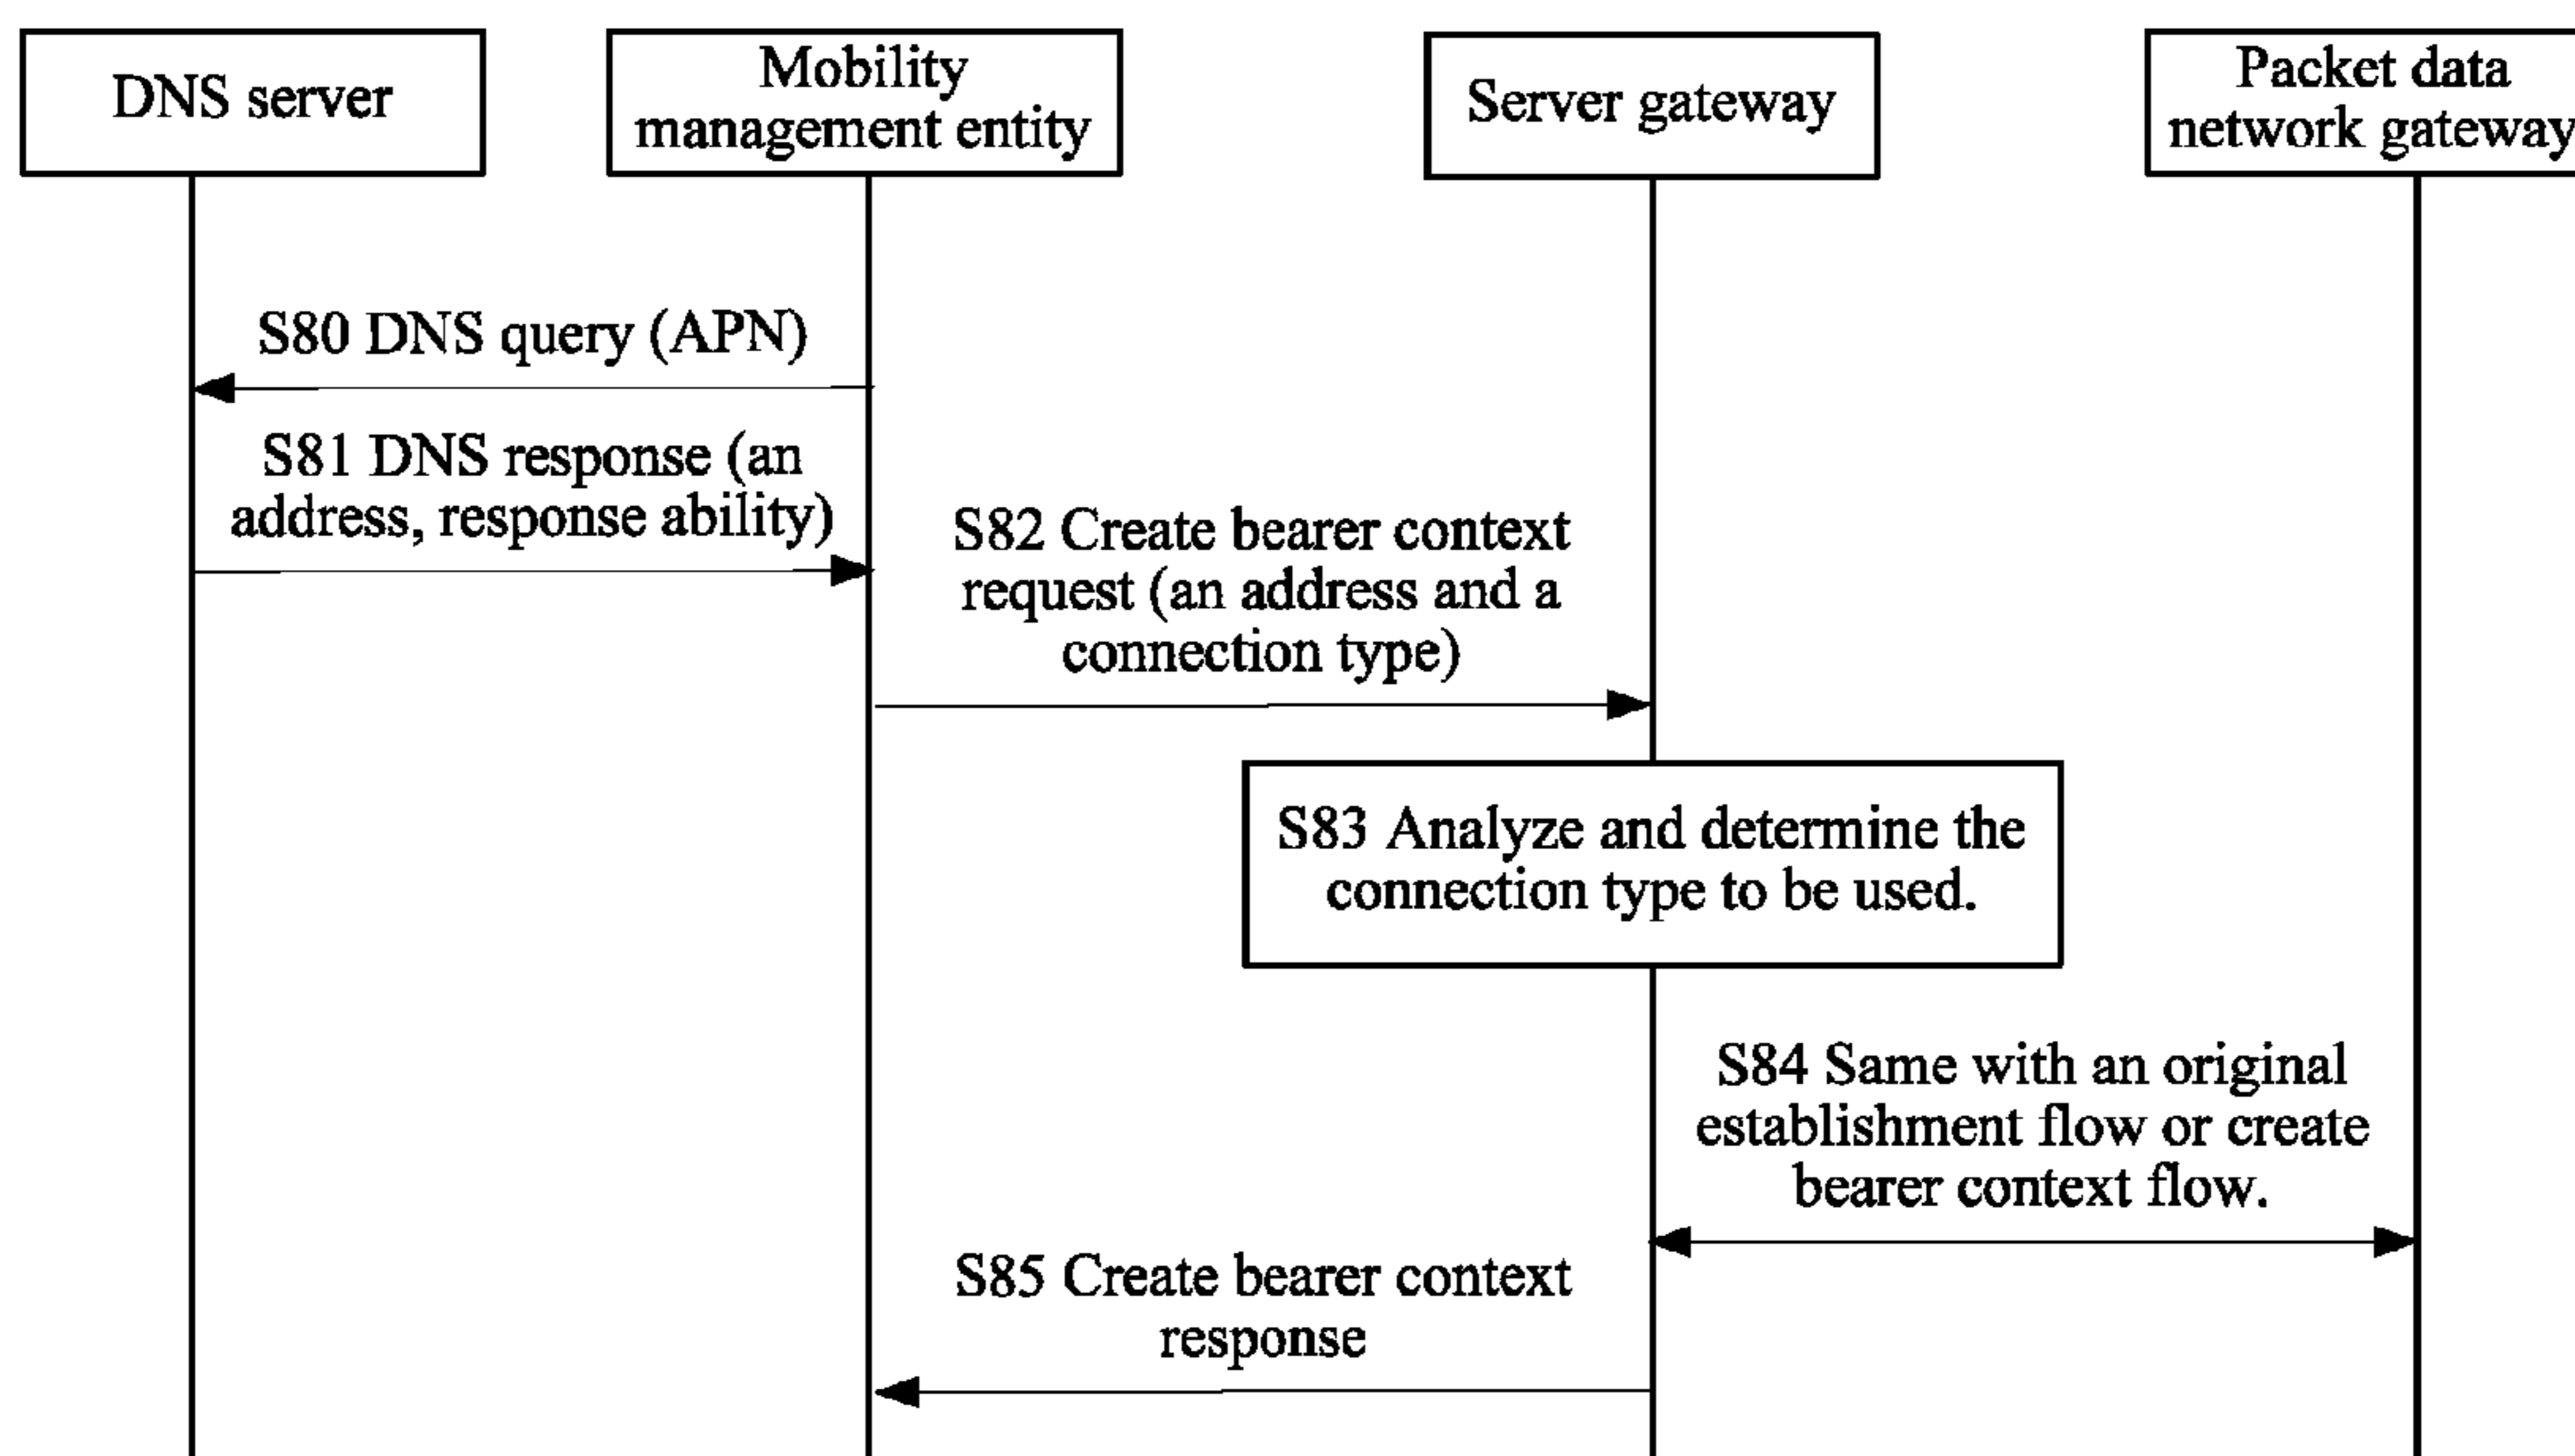 DNS server
Mobility
management entity
Server gateway
Packet data
network gateway
S80 DNS query (APN)
S81 DNS response (an
address, response ability)
S82 Create bearer context
request (an address and a
connection type)
S83 Analyze and determine the
connection type to be used.
S84 Same with an original
establishment flow or create
bearer context flow.
S85 Create bearer context
response